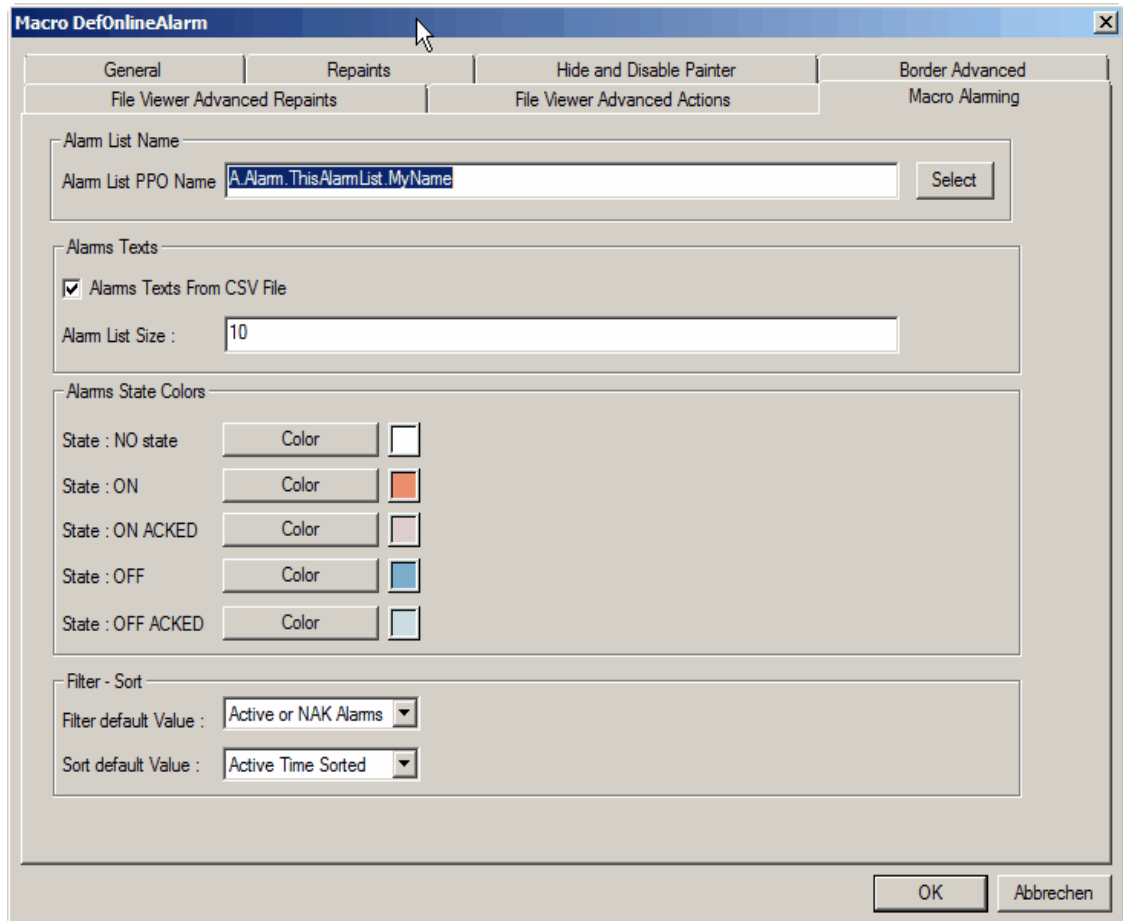 Macro DefOnlineAlarm
General Repaints Hide and Disable Painter Border Advanced
File Viewer Advanced Repaints File Viewer Advanced Actions Macro Alarming
Alarm List Name
Alarm List PPO Name A.Alarm.ThisAlarmList.MyName Select
Alarms Texts
Alarms Texts From CSV File
Alarm List Size : 10
Alarms State Colors
State : NO state Color
State : ON Color
State : ON ACKED Color
State : OFF Color
State : OFF ACKED Color
Filter - Sort
Filter default Value : Active or NAK Alarms
Sort default Value : Active Time Sorted
OK Abbrechen